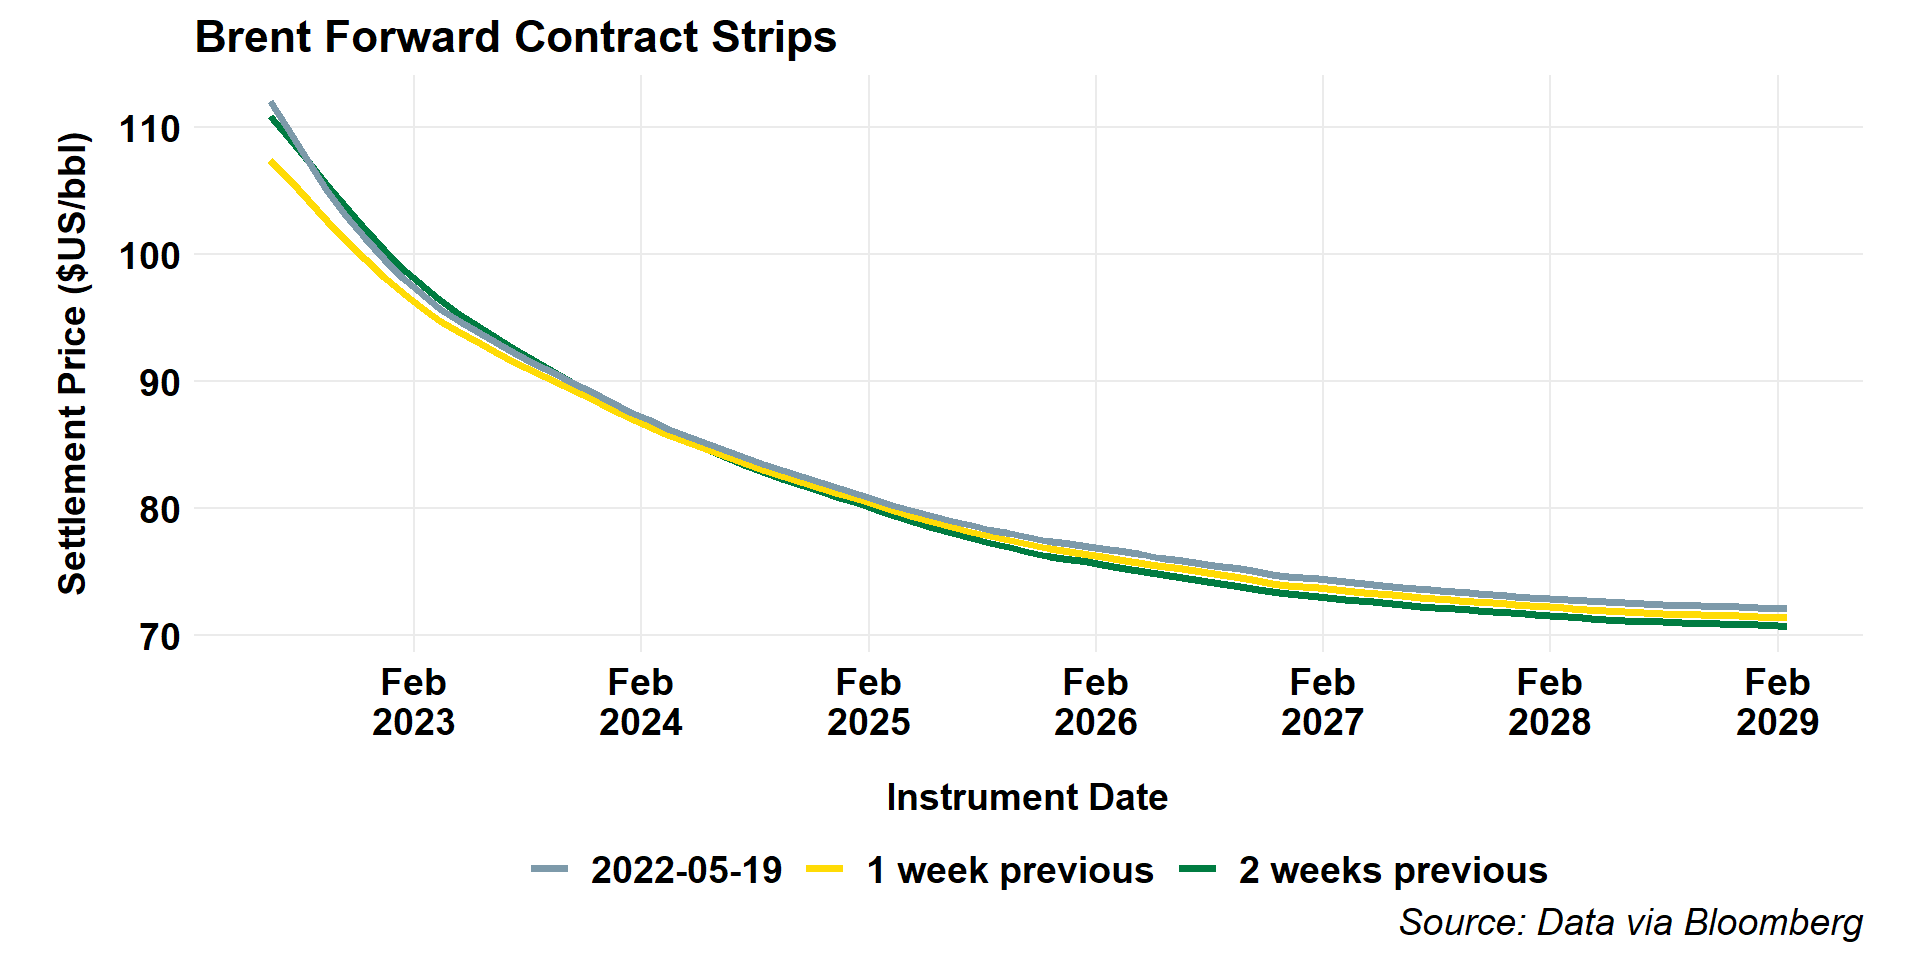 Brent Forward Contract Strips
Settlement Price ($US/bbl)
110
100
90
80
70
Feb 2023
Feb 2024
Feb 2025
Feb 2026
Feb 2027
Feb 2028
Feb 2029
Instrument Date
2022-05-19 1 week previous 2 weeks previous
Source: Data via Bloomberg